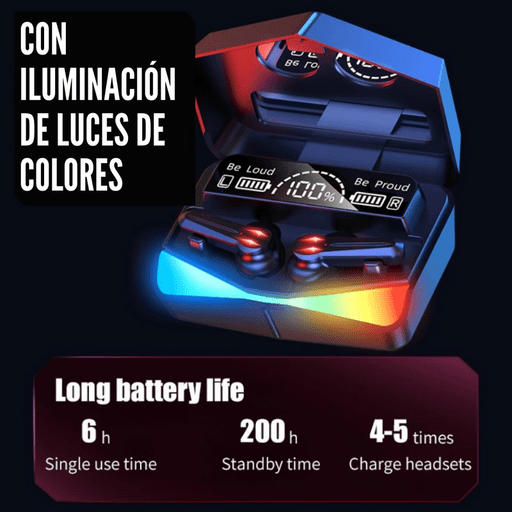 CON
ILUMINACIÓN
DE LUCES DE
COLORES
Be Loud
Be Proud
L
100%
R
Long battery life
6 h
200 h
4-5 times
Single use time
Standby time
Charge headsets